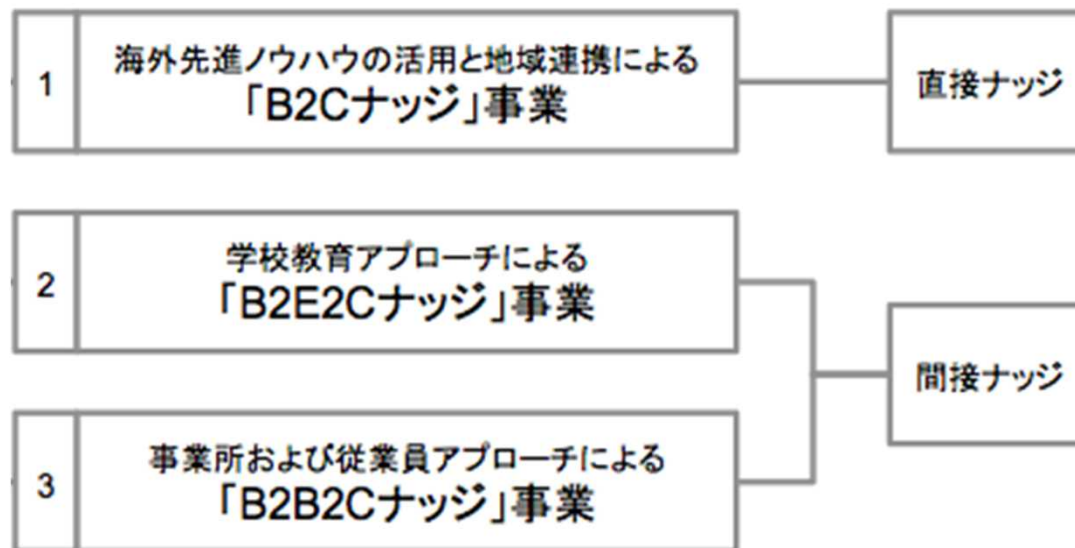 1
海外先進ノウハウの活用と地域連携による
「B2Cナッジ」事業
直接ナッジ
2
学校教育アプローチによる
「B2E2Cナッジ」事業
間接ナッジ
3
事業所および従業員アプローチによる
「B2B2Cナッジ」事業